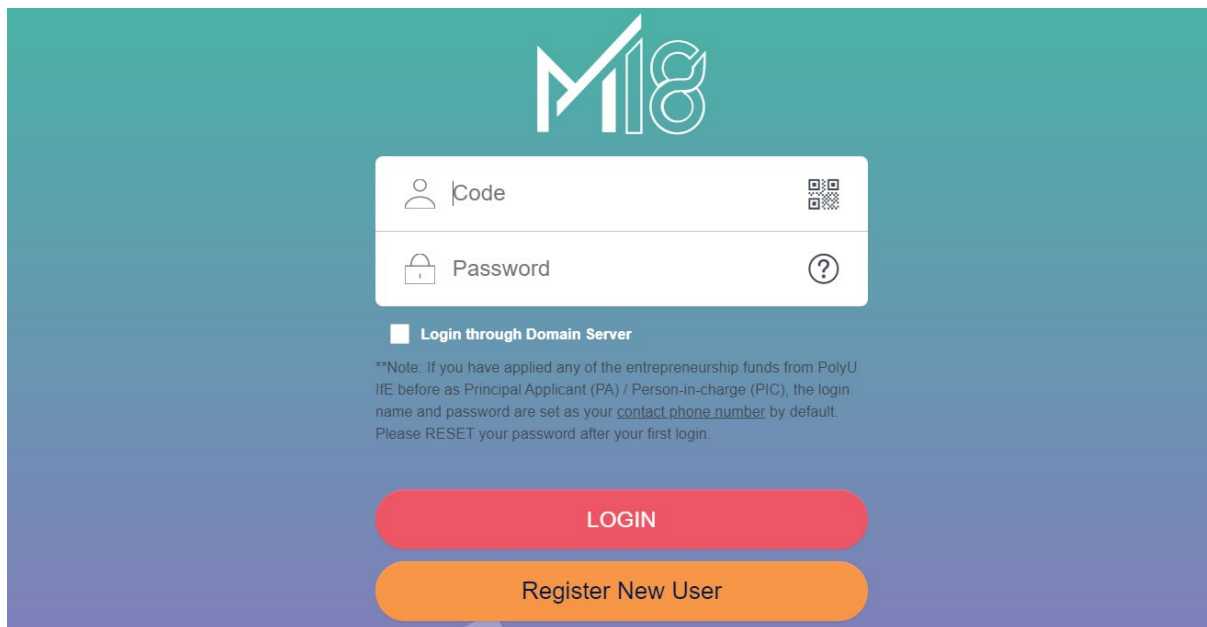 M18
Code
Password
Login through Domain Server
**Note: If you have applied any of the entrepreneurship funds from PolyU
IfE before as Principal Applicant (PA) / Person-in-charge (PIC), the login
name and password are set as your contact phone number by default.
Please RESET your password after your first login.
LOGIN
Register New User